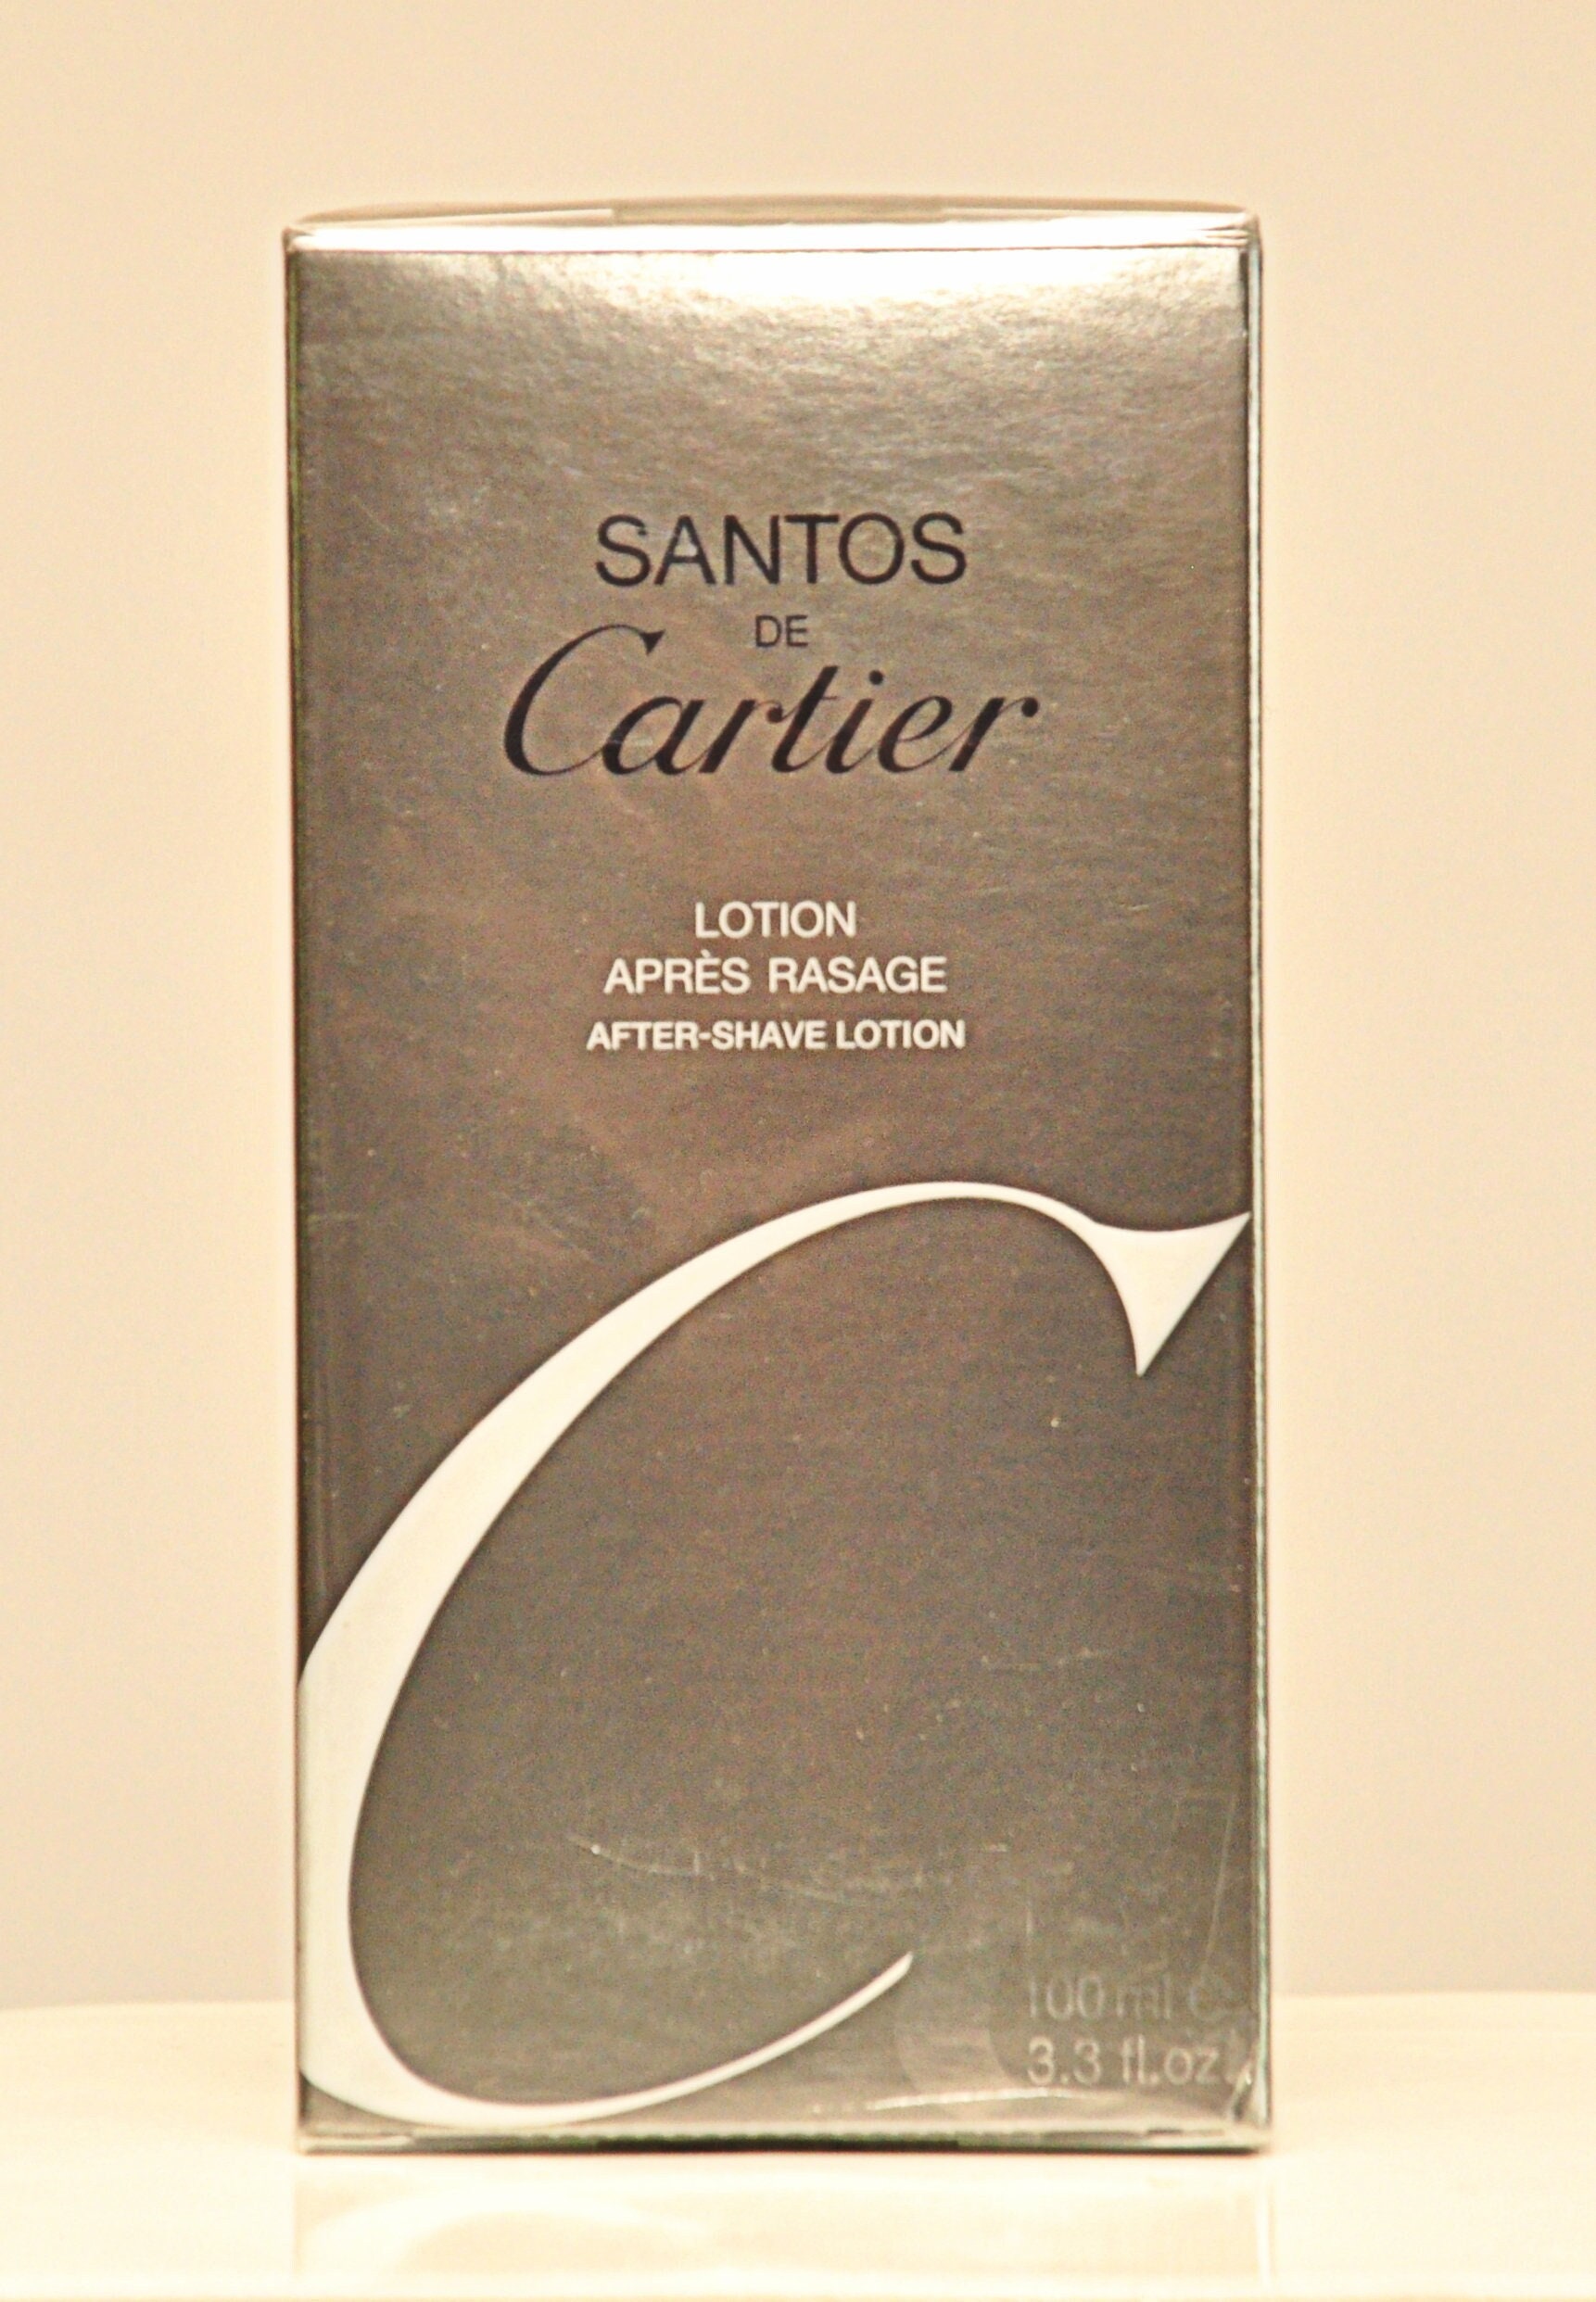 SANTOS
DE
Cartier
LOTION
APRÈS RASAGE
AFTER-SHAVE LOTION
C
100 ml e
3.3 fl.oz.